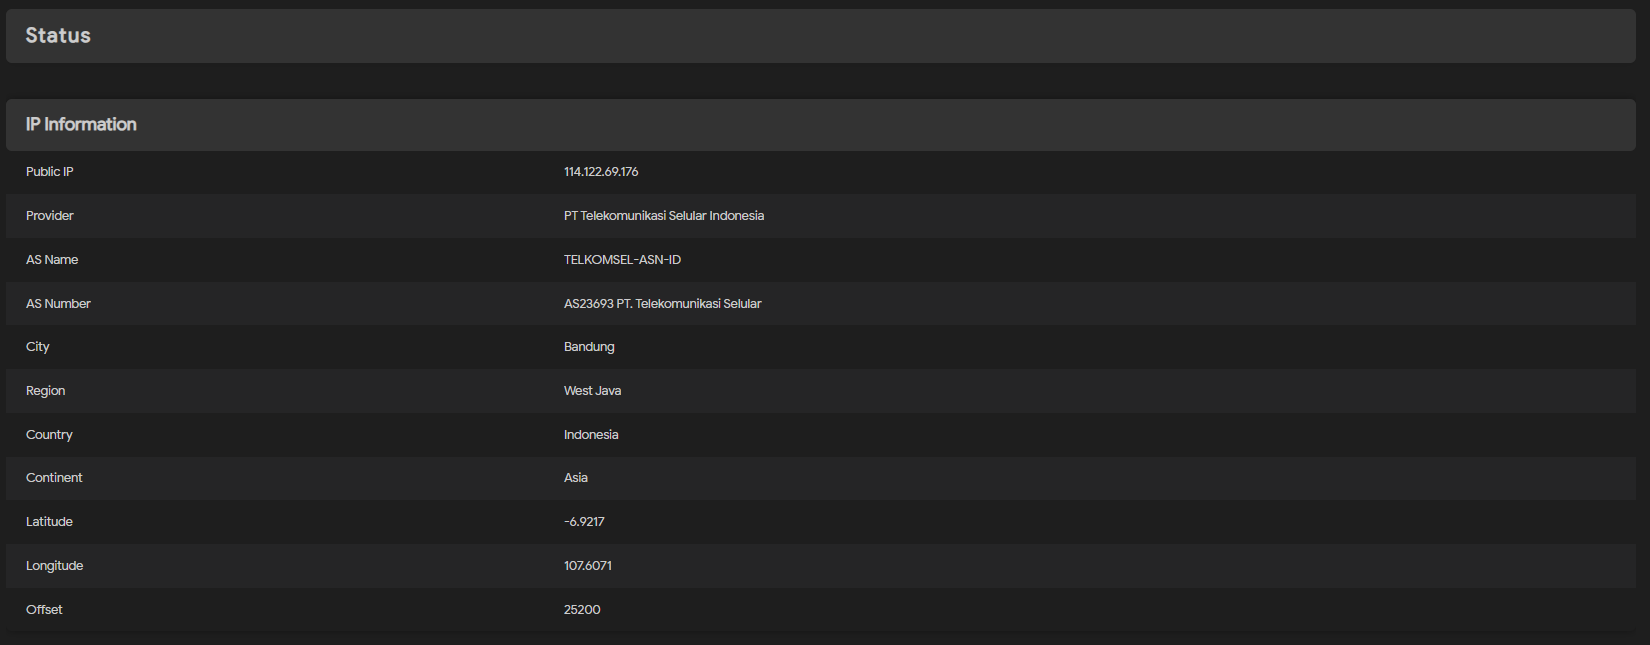 Status
IP Information
Public IP 114.122.69.176
Provider PT Telekomunikasi Selular Indonesia
AS Name TELKOMSEL-ASN-ID
AS Number AS23693 PT. Telekomunikasi Selular
City Bandung
Region West Java
Country Indonesia
Continent Asia
Latitude -6.9217
Longitude 107.6071
Offset 25200